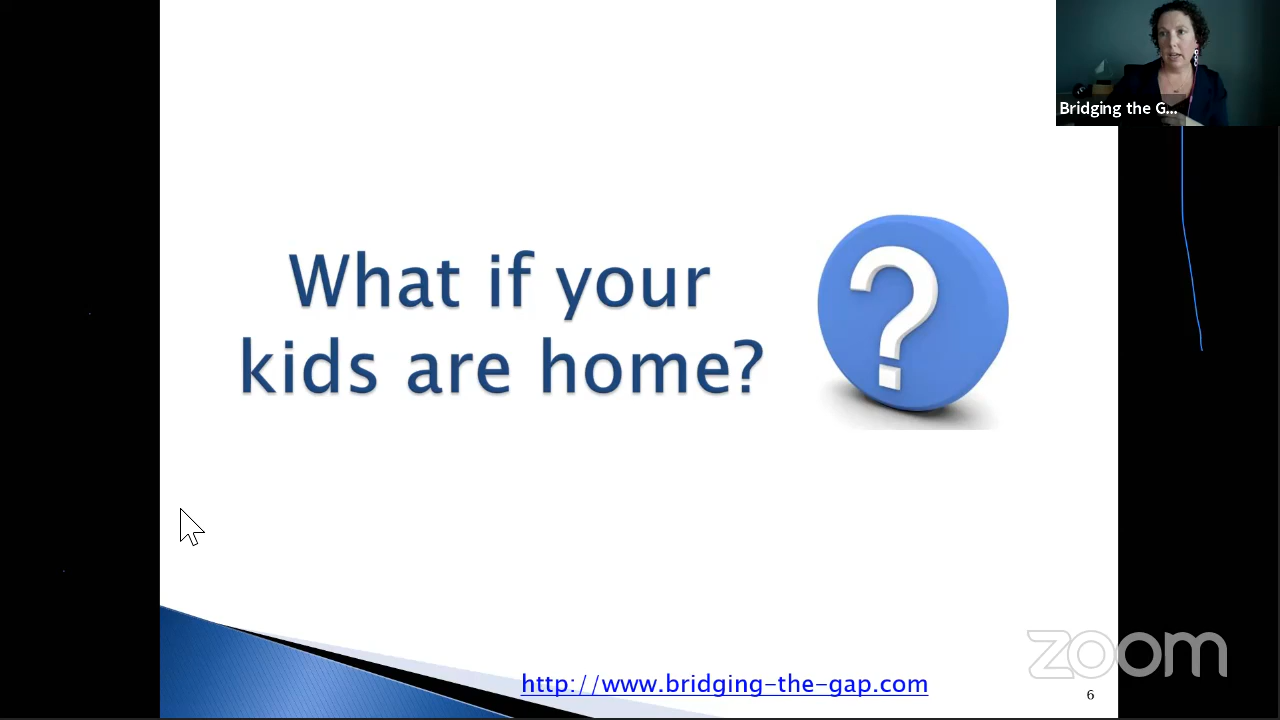 Bridging the G...
What if your
kids are home?
?
http://www.bridging-the-gap.com
6
zoom